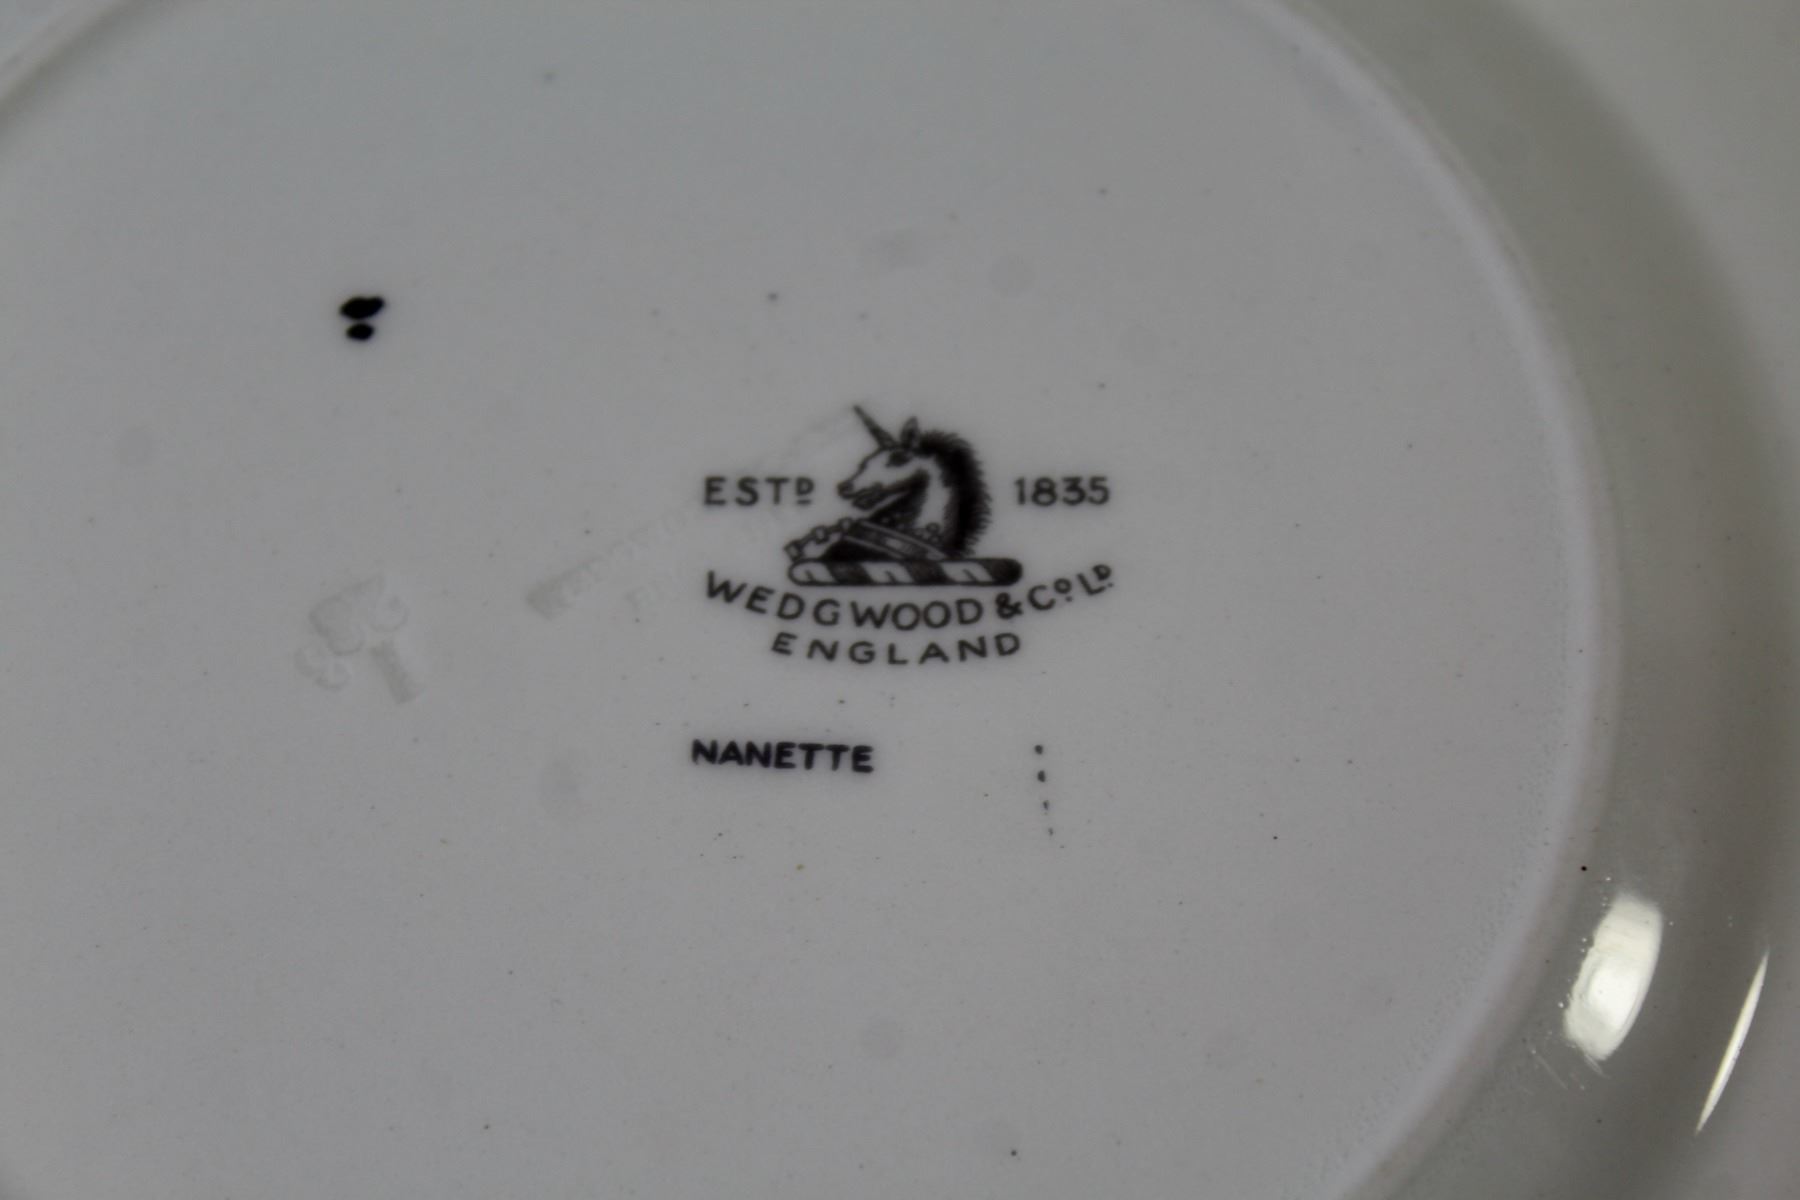 ESTD 1835
WEDGWOOD & Co LD.
ENGLAND
NANETTE